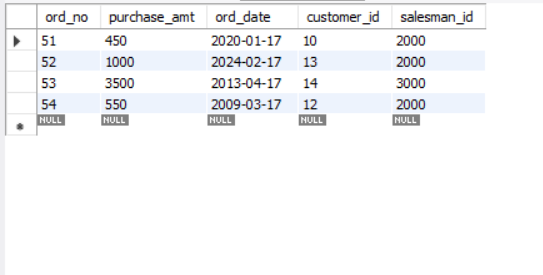 ord_no purchase_amt ord_date customer_id salesman_id
51 450 2020-01-17 10 2000
52 1000 2024-02-17 13 2000
53 3500 2013-04-17 14 3000
54 550 2009-03-17 12 2000
NULL NULL NULL NULL NULL